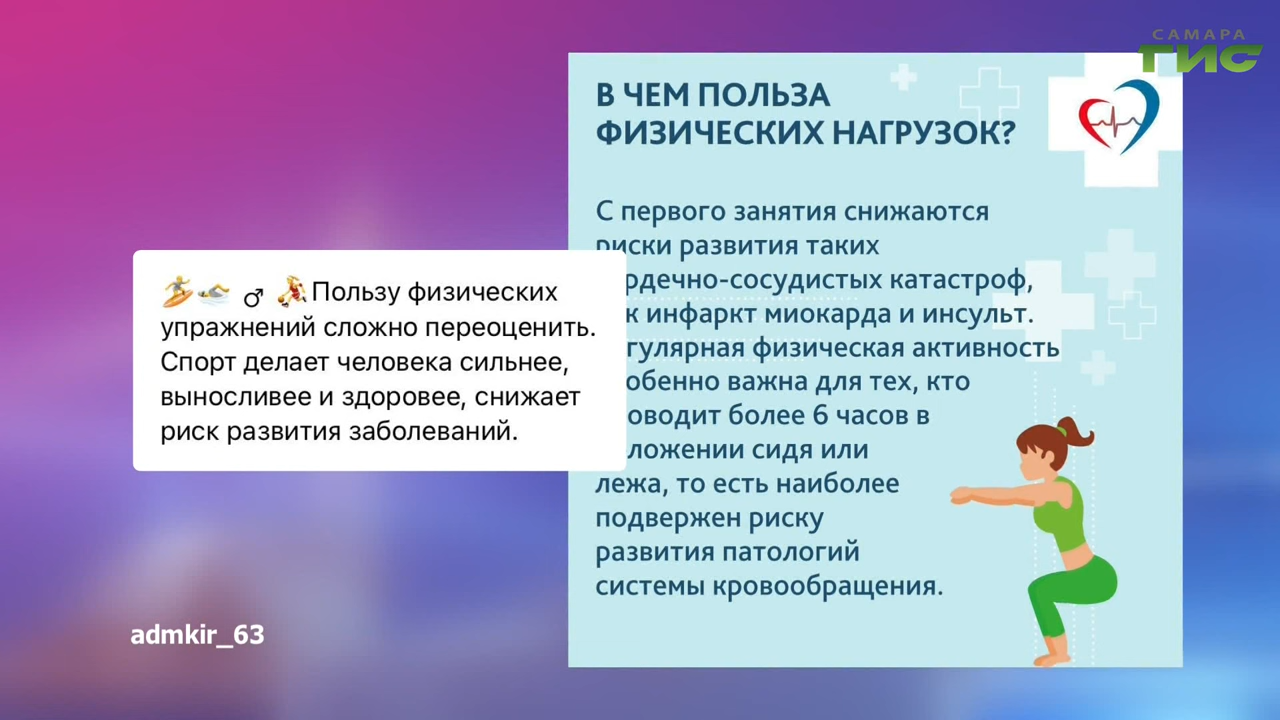 САМАРА
ГИС
В ЧЕМ ПОЛЬЗА
ФИЗИЧЕСКИХ НАГРУЗОК?
С первого занятия снижаются
риски развития таких
рдечно-сосудистых катастроф,
к инфаркт миокарда и инсульт.
гулярная физическая активность
обенно важна для тех, кто
оводит более 6 часов в
ложении сидя или
лежа, то есть наиболее
подвержен риску
развития патологий
системы кровообращения.
♂ Пользу физических
упражнений сложно переоценить.
Спорт делает человека сильнее,
выносливее и здоровее, снижает
риск развития заболеваний.
admkir_63